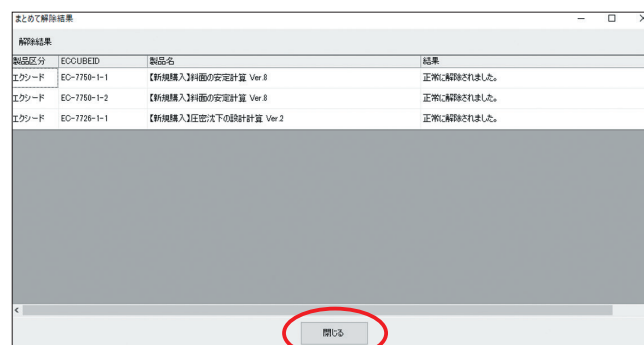 まとめて解除結果
解除結果
製品区分 ECCUBEID 製品名 結果
エクシード EC-7750-1-1 【新規購入】斜面の安定計算 Ver.8 正常に解除されました。
エクシード EC-7750-1-2 【新規購入】斜面の安定計算 Ver.8 正常に解除されました。
エクシード EC-7726-1-1 【新規購入】圧密沈下の設計計算 Ver.2 正常に解除されました。
閉じる